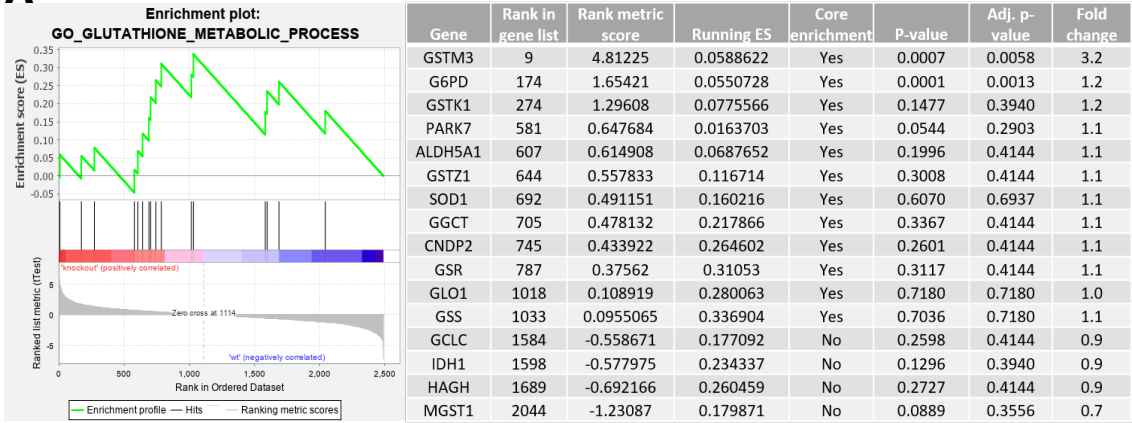 A
Enrichment plot:
GO_GLUTATHIONE_METABOLIC_PROCESS
Enrichment score (ES)
0.35
0.30
0.25
0.20
0.15
0.10
0.05
0.00
-0.05
'knockout' (positively correlated)
Ranked list metric (tTest)
5
0
-5
Zero cross at 1114
'wt' (negatively correlated)
0 500 1,000 1,500 2,000 2,500
Rank in Ordered Dataset
Enrichment profile Hits Ranking metric scores
Gene Rank in gene list Rank metric score Running ES Core enrichment P-value Adj. p-value Fold change
GSTM3 9 4.81225 0.0588622 Yes 0.0007 0.0058 3.2
G6PD 174 1.65421 0.0550728 Yes 0.0001 0.0013 1.2
GSTK1 274 1.29608 0.0775566 Yes 0.1477 0.3940 1.2
PARK7 581 0.647684 0.0163703 Yes 0.0544 0.2903 1.1
ALDH5A1 607 0.614908 0.0687652 Yes 0.1996 0.4144 1.1
GSTZ1 644 0.557833 0.116714 Yes 0.3008 0.4144 1.1
SOD1 692 0.491151 0.160216 Yes 0.6070 0.6937 1.1
GGCT 705 0.478132 0.217866 Yes 0.3367 0.4144 1.1
CNDP2 745 0.433922 0.264602 Yes 0.2601 0.4144 1.1
GSR 787 0.37562 0.31053 Yes 0.3117 0.4144 1.1
GLO1 1018 0.108919 0.280063 Yes 0.7180 0.7180 1.0
GSS 1033 0.0955065 0.336904 Yes 0.7036 0.7180 1.1
GCLC 1584 -0.558671 0.177092 No 0.2598 0.4144 0.9
IDH1 1598 -0.577975 0.234337 No 0.1296 0.3940 0.9
HAGH 1689 -0.692166 0.260459 No 0.2727 0.4144 0.9
MGST1 2044 -1.23087 0.179871 No 0.0889 0.3556 0.7